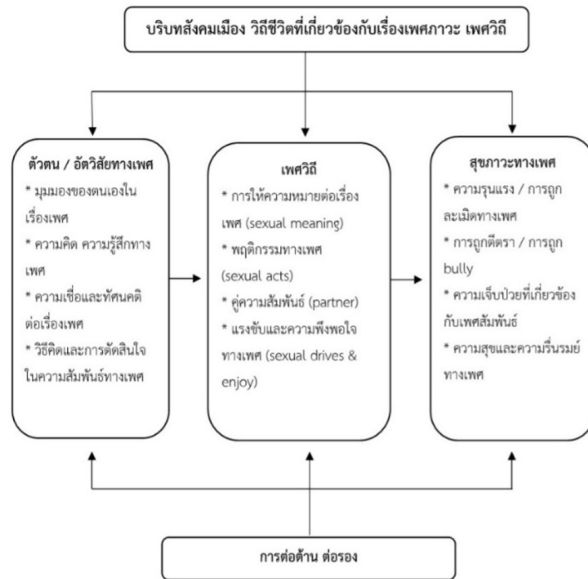 บริบทสังคมเมือง วิถีชีวิตที่เกี่ยวข้องกับเรื่องเพศภาวะ เพศวิถี
ตัวตน / อัตวิสัยทางเพศ
* มุมมองของตนเองใน
เรื่องเพศ
* ความคิด ความรู้สึกทาง
เพศ
* ความเชื่อและทัศนคติ
ต่อเรื่องเพศ
* วิธีคิดและการตัดสินใจ
ในความสัมพันธ์ทางเพศ
เพศวิถี
* การให้ความหมายต่อเรื่อง
เพศ (sexual meaning)
* พฤติกรรมทางเพศ
(sexual acts)
* คู่ความสัมพันธ์ (partner)
* แรงขับและความพึงพอใจ
ทางเพศ (sexual drives &
enjoy)
สุขภาวะทางเพศ
* ความรุนแรง / การถูก
ละเมิดทางเพศ
* การถูกตีตรา / การถูก
bully
* ความเจ็บป่วยที่เกี่ยวข้อง
กับเพศสัมพันธ์
* ความสุขและความรื่นรมย์
ทางเพศ
การต่อต้าน ต่อรอง